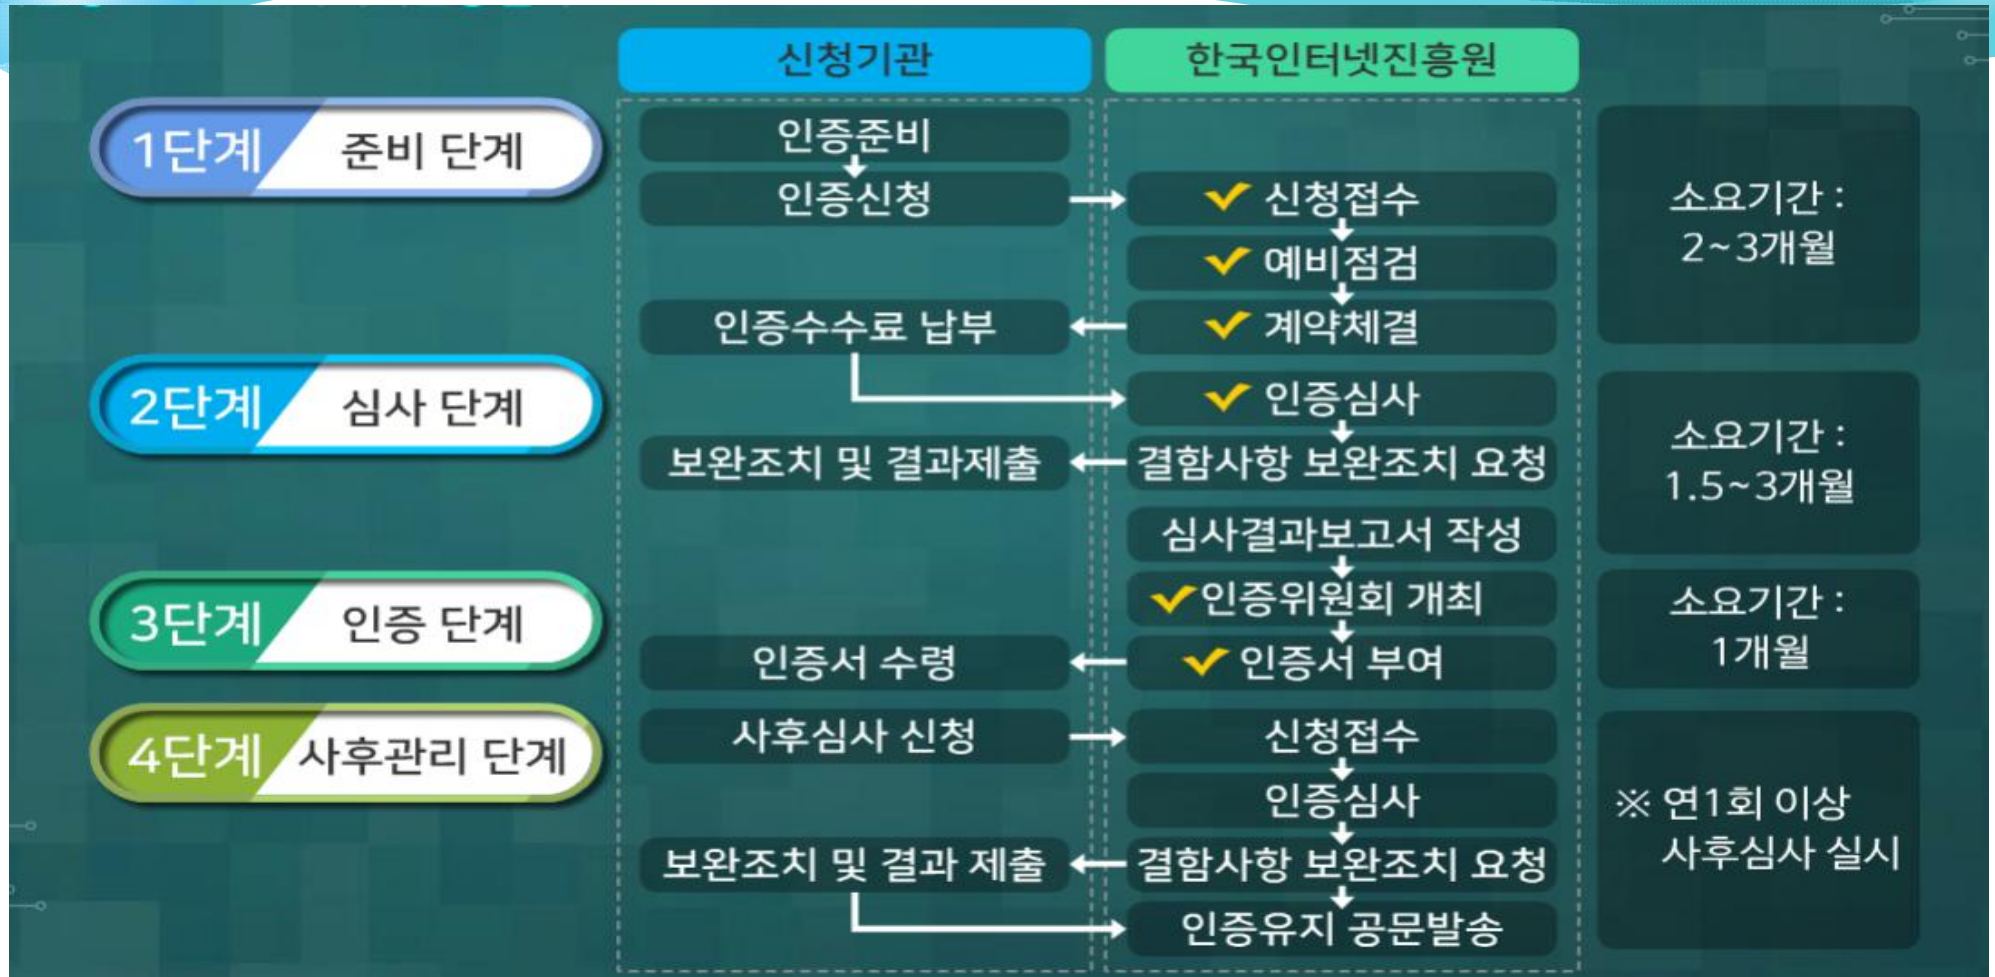 신청기관
한국인터넷진흥원
1단계 준비 단계
인증준비
인증신청
신청접수
예비점검
인증수수료 납부
계약체결
소요기간 :
2~3개월
2단계 심사 단계
인증심사
보완조치 및 결과제출
결함사항 보완조치 요청
심사결과보고서 작성
소요기간 :
1.5~3개월
3단계 인증 단계
인증위원회 개최
인증서 수령
인증서 부여
소요기간 :
1개월
4단계 사후관리 단계
사후심사 신청
신청접수
인증심사
보완조치 및 결과 제출
결함사항 보완조치 요청
인증유지 공문발송
※ 연1회 이상
사후심사 실시